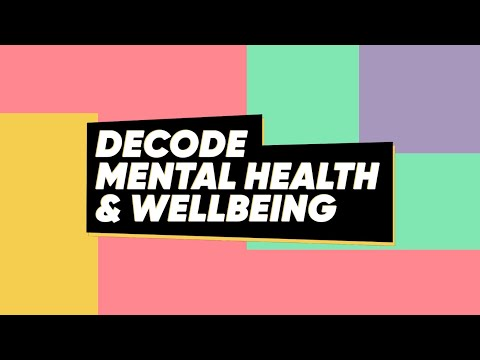 DECODE
MENTAL HEALTH
& WELLBEING